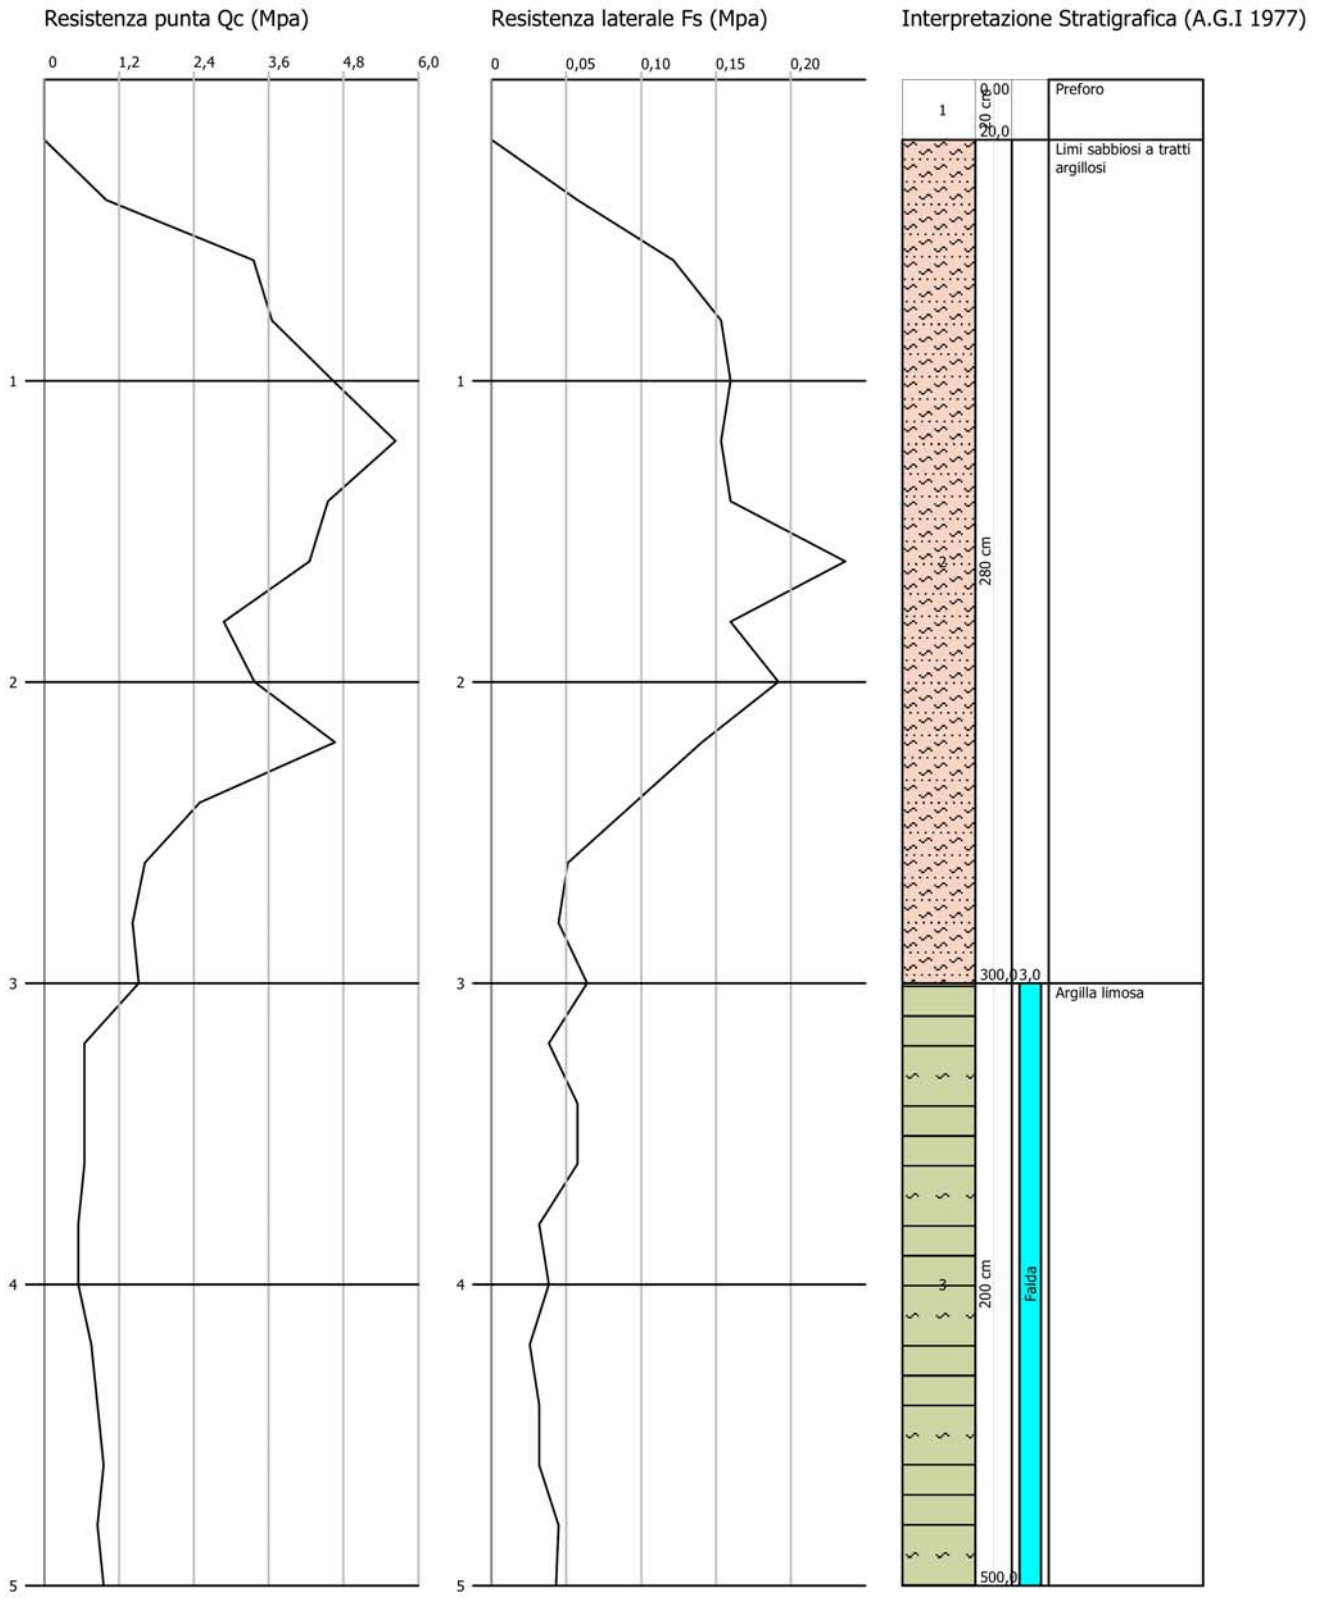 Resistenza punta Qc (Mpa)
0 1,2 2,4 3,6 4,8 6,0
1
2
3
4
5
Resistenza laterale Fs (Mpa)
0 0,05 0,10 0,15 0,20
1
2
3
4
5
Interpretazione Stratigrafica (A.G.I 1977)
1
0,00
20 cm
20,0
Preforo
2
280 cm
300,0
3,0
Limi sabbiosi a tratti
argillosi
3
200 cm
500,0
Falda
Argilla limosa